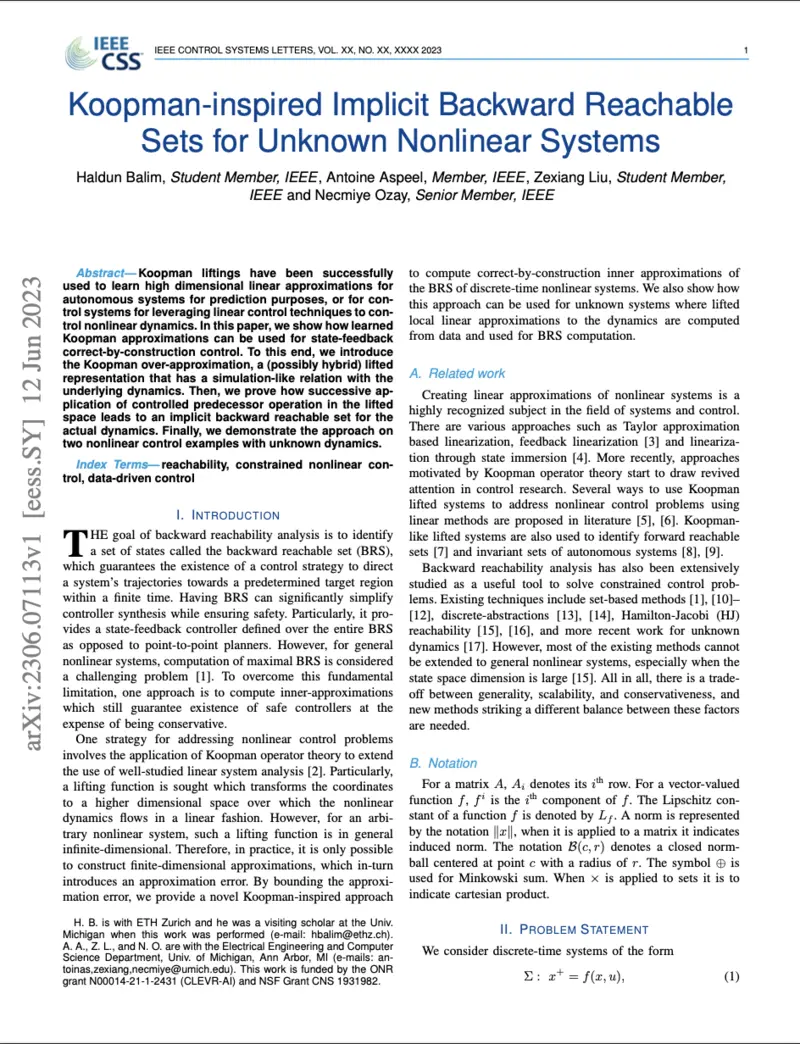 IEEE
CSS
IEEE CONTROL SYSTEMS LETTERS, VOL. XX, NO. XX, XXXX 2023
1
Koopman-inspired Implicit Backward Reachable
Sets for Unknown Nonlinear Systems
Haldun Balim, Student Member, IEEE, Antoine Aspeel, Member, IEEE, Zexiang Liu, Student Member,
IEEE and Necmiye Ozay, Senior Member, IEEE
arXiv:2306.07113v1 [eess.SY] 12 Jun 2023
Abstract—Koopman liftings have been successfully
used to learn high dimensional linear approximations for
autonomous systems for prediction purposes, or for con-
trol systems for leveraging linear control techniques to con-
trol nonlinear dynamics. In this paper, we show how learned
Koopman approximations can be used for state-feedback
correct-by-construction control. To this end, we introduce
the Koopman over-approximation, a (possibly hybrid) lifted
representation that has a simulation-like relation with the
underlying dynamics. Then, we prove how successive ap-
plication of controlled predecessor operation in the lifted
space leads to an implicit backward reachable set for the
actual dynamics. Finally, we demonstrate the approach on
two nonlinear control examples with unknown dynamics.
Index Terms—reachability, constrained nonlinear con-
trol, data-driven control
I. INTRODUCTION
THE goal of backward reachability analysis is to identify
a set of states called the backward reachable set (BRS),
which guarantees the existence of a control strategy to direct
a system's trajectories towards a predetermined target region
within a finite time. Having BRS can significantly simplify
controller synthesis while ensuring safety. Particularly, it pro-
vides a state-feedback controller defined over the entire BRS
as opposed to point-to-point planners. However, for general
nonlinear systems, computation of maximal BRS is considered
a challenging problem [1]. To overcome this fundamental
limitation, one approach is to compute inner-approximations
which still guarantee existence of safe controllers at the
expense of being conservative.
One strategy for addressing nonlinear control problems
involves the application of Koopman operator theory to extend
the use of well-studied linear system analysis [2]. Particularly,
a lifting function is sought which transforms the coordinates
to a higher dimensional space over which the nonlinear
dynamics flows in a linear fashion. However, for an arbi-
trary nonlinear system, such a lifting function is in general
infinite-dimensional. Therefore, in practice, it is only possible
to construct finite-dimensional approximations, which in-turn
introduces an approximation error. By bounding the approxi-
mation error, we provide a novel Koopman-inspired approach
H. B. is with ETH Zurich and he was a visiting scholar at the Univ.
Michigan when this work was performed (e-mail: hbalim@ethz.ch).
A. A., Z. L., and N. O. are with the Electrical Engineering and Computer
Science Department, Univ. of Michigan, Ann Arbor, MI (e-mails: an-
toinas,zexiang,necmiye@umich.edu). This work is funded by the ONR
grant N00014-21-1-2431 (CLEVR-AI) and NSF Grant CNS 1931982.
to compute correct-by-construction inner approximations of
the BRS of discrete-time nonlinear systems. We also show how
this approach can be used for unknown systems where lifted
local linear approximations to the dynamics are computed
from data and used for BRS computation.
A. Related work
Creating linear approximations of nonlinear systems is a
highly recognized subject in the field of systems and control.
There are various approaches such as Taylor approximation
based linearization, feedback linearization [3] and lineariza-
tion through state immersion [4]. More recently, approaches
motivated by Koopman operator theory start to draw revived
attention in control research. Several ways to use Koopman
lifted systems to address nonlinear control problems using
linear methods are proposed in literature [5], [6]. Koopman-
like lifted systems are also used to identify forward reachable
sets [7] and invariant sets of autonomous systems [8], [9].
Backward reachability analysis has also been extensively
studied as a useful tool to solve constrained control prob-
lems. Existing techniques include set-based methods [1], [10]–
[12], discrete-abstractions [13], [14], Hamilton-Jacobi (HJ)
reachability [15], [16], and more recent work for unknown
dynamics [17]. However, most of the existing methods cannot
be extended to general nonlinear systems, especially when the
state space dimension is large [15]. All in all, there is a trade-
off between generality, scalability, and conservativeness, and
new methods striking a different balance between these factors
are needed.
B. Notation
For a matrix A, A_i denotes its i^th row. For a vector-valued
function f, f^i is the i^th component of f. The Lipschitz con-
stant of a function f is denoted by L_f. A norm is represented
by the notation ‖x‖, when it is applied to a matrix it indicates
induced norm. The notation ℬ(c, r) denotes a closed norm-
ball centered at point c with a radius of r. The symbol ⊕ is
used for Minkowski sum. When × is applied to sets it is to
indicate cartesian product.
II. PROBLEM STATEMENT
We consider discrete-time systems of the form
Σ : x⁺ = f(x, u), (1)